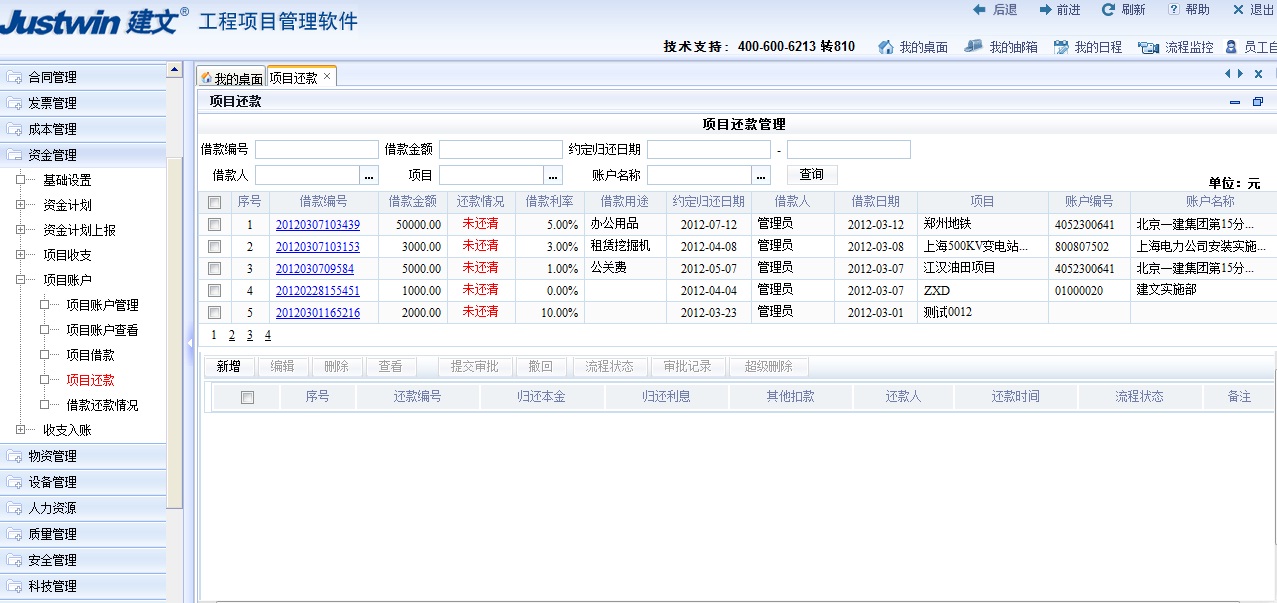 Justwin 建文® 工程项目管理软件
后退 前进 刷新 帮助 退出
技术支持: 400-600-6213 转810 我的桌面 我的邮箱 我的日程 流程监控 员工自
合同管理
发票管理
成本管理
资金管理
基础设置
资金计划
资金计划上报
项目收支
项目账户
项目账户管理
项目账户查看
项目借款
项目还款
借款还款情况
收支入账
物资管理
设备管理
人力资源
质量管理
安全管理
科技管理
我的桌面 项目还款 ×
项目还款
项目还款管理
借款编号 借款金额 约定归还日期 -
借款人 ... 项目 ... 账户名称 ... 查询
单位: 元
序号 借款编号 借款金额 还款情况 借款利率 借款用途 约定归还日期 借款人 借款日期 项目 账户编号 账户名称
1 20120307103439 50000.00 未还清 5.00% 办公用品 2012-07-12 管理员 2012-03-12 郑州地铁 4052300641 北京一建集团第15分...
2 20120307103153 3000.00 未还清 3.00% 租赁挖掘机 2012-04-08 管理员 2012-03-08 上海500KV变电站... 800807502 上海电力公司安装实施...
3 2012030709584 5000.00 未还清 1.00% 公关费 2012-05-07 管理员 2012-03-07 江汉油田项目 4052300641 北京一建集团第15分...
4 20120228155451 1000.00 未还清 0.00% 2012-04-04 管理员 2012-03-07 ZXD 01000020 建文实施部
5 20120301165216 2000.00 未还清 10.00% 2012-03-23 管理员 2012-03-01 测试0012
1 2 3 4
新增 编辑 删除 查看 提交审批 撤回 流程状态 审批记录 超级删除
序号 还款编号 归还本金 归还利息 其他扣款 还款人 还款时间 流程状态 备注